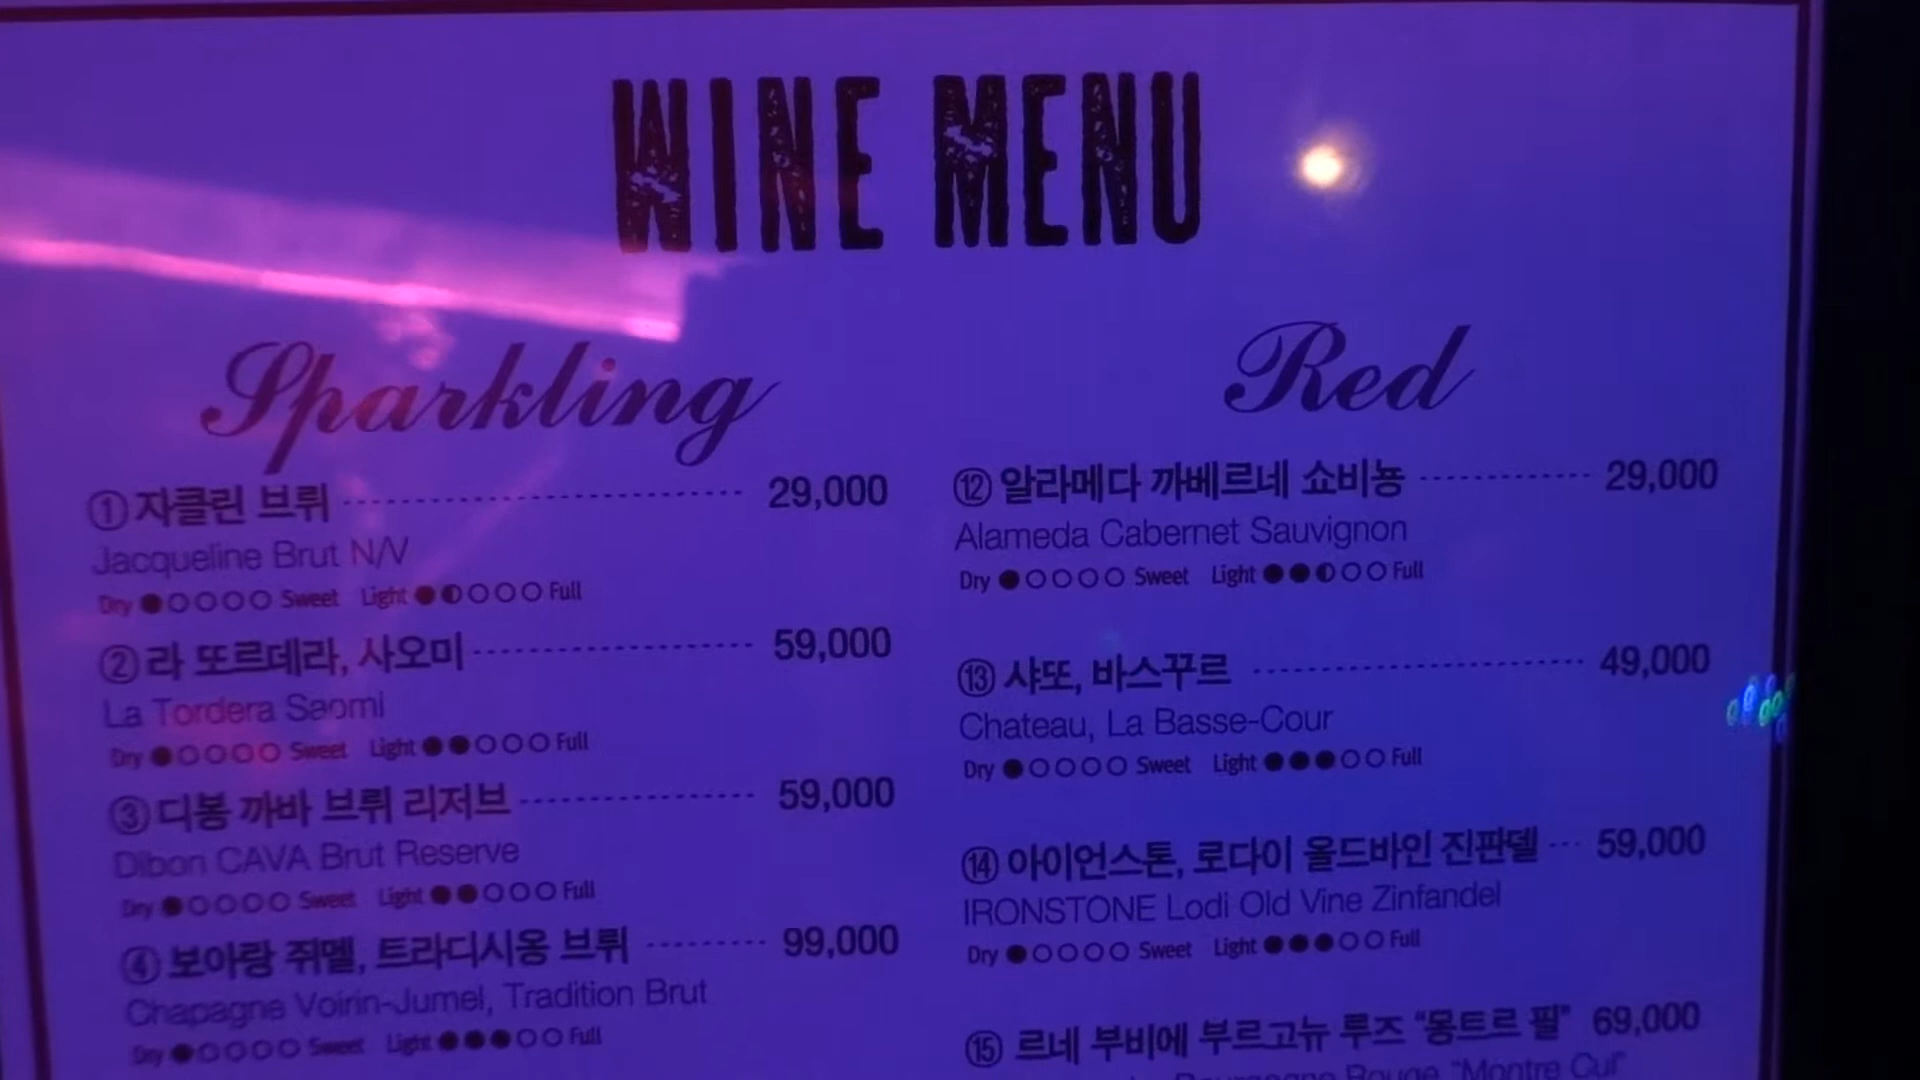 WINE MENU
Sparkling
① 자클린 브뤼 29,000
Jacqueline Brut N/V
Dry ●○○○○ Sweet Light ●◐○○○ Full
② 라 또르데라, 사오미 59,000
La Tordera Saomi
Dry ●○○○○ Sweet Light ●●○○○ Full
③ 디봉 까바 브뤼 리저브 59,000
Dibon CAVA Brut Reserve
Dry ●○○○○ Sweet Light ●●○○○ Full
④ 보아랑 쥐멜, 트라디시옹 브뤼 99,000
Chapagne Voirin-Jumel, Tradition Brut
Dry ●○○○○ Sweet Light ●●●○○ Full
Red
⑫ 알라메다 까베르네 쇼비뇽 29,000
Alameda Cabernet Sauvignon
Dry ●○○○○ Sweet Light ●●◐○○ Full
⑬ 샤또, 바스꾸르 49,000
Chateau, La Basse-Cour
Dry ●○○○○ Sweet Light ●●●○○ Full
⑭ 아이언스톤, 로다이 올드바인 진판델 59,000
IRONSTONE Lodi Old Vine Zinfandel
Dry ●○○○○ Sweet Light ●●●○○ Full
⑮ 르네 부비에 부르고뉴 루즈 “몽트르 필” 69,000
Bourgogne Rouge “Montre Cul”